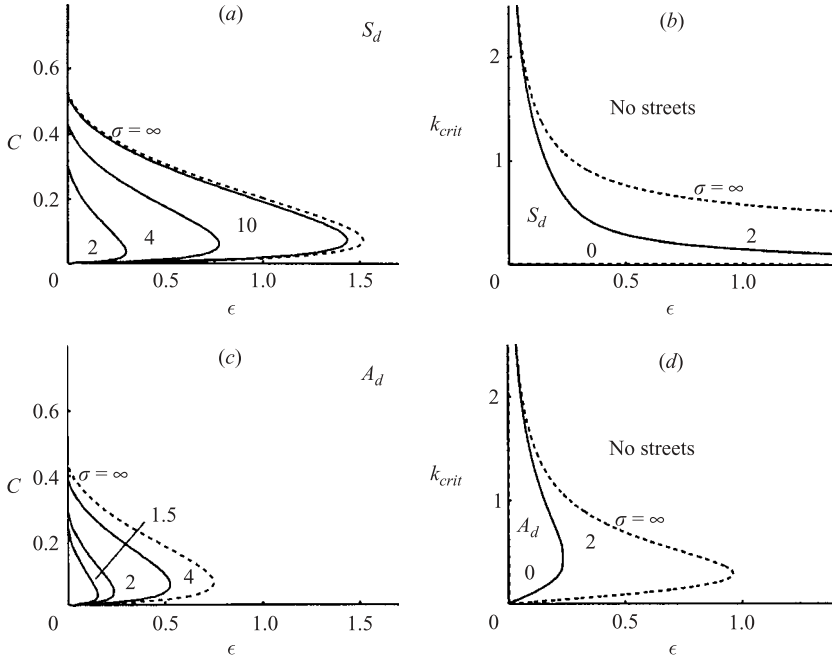 (a)
S_d
0.6
0.4
C
0.2
0
0.5
1.0
1.5
ϵ
σ = ∞
10
4
2
(b)
2
k_crit
1
0
0.5
1.0
ϵ
No streets
σ = ∞
S_d
2
0
(c)
A_d
0.6
0.4
C
0.2
0
0.5
1.0
1.5
ϵ
σ = ∞
1.5
2
4
(d)
2
k_crit
1
0
0.5
1.0
ϵ
No streets
σ = ∞
A_d
2
0